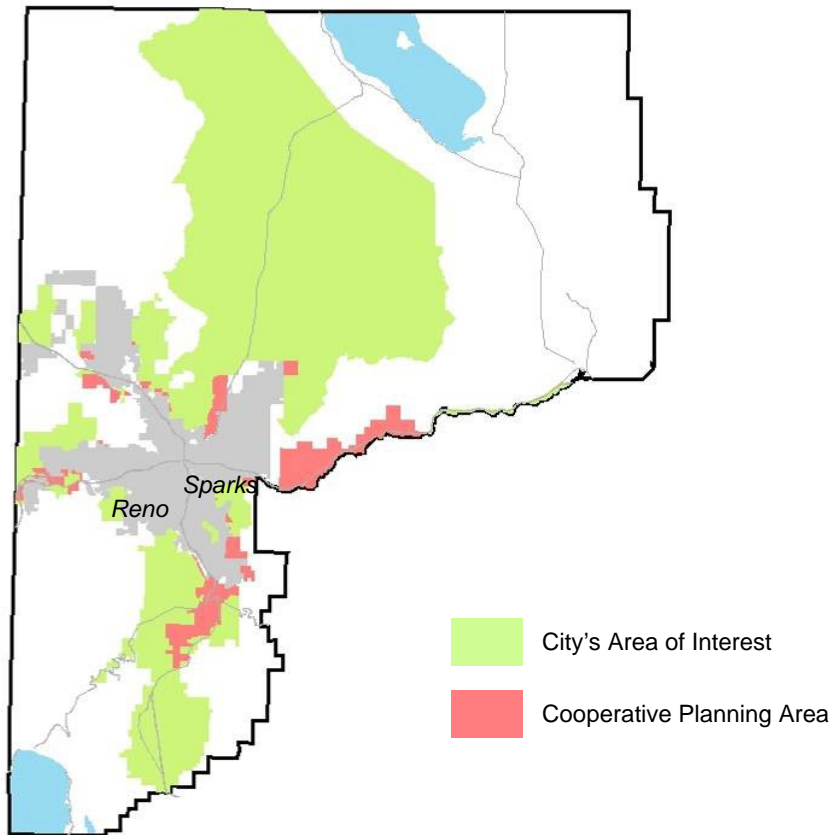 Sparks
Reno
City's Area of Interest
Cooperative Planning Area